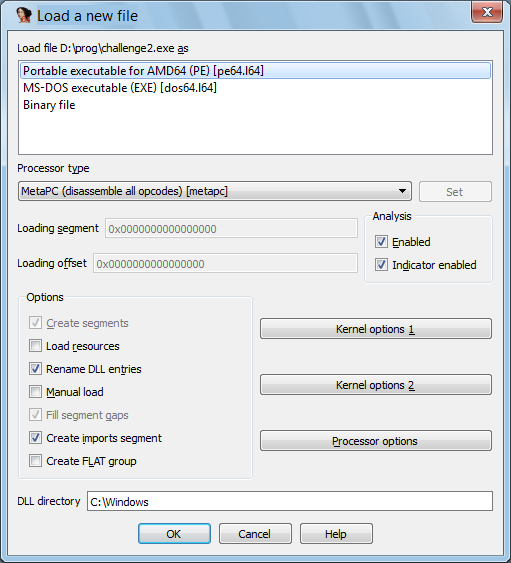 Load a new file
Load file D:\prog\challenge2.exe as
Portable executable for AMD64 (PE) [pe64.l64]
MS-DOS executable (EXE) [dos64.l64]
Binary file
Processor type
MetaPC (disassemble all opcodes) [metapc]
Set
Loading segment 0x0000000000000000
Loading offset 0x0000000000000000
Analysis
Enabled
Indicator enabled
Options
Create segments
Load resources
Rename DLL entries
Manual load
Fill segment gaps
Create imports segment
Create FLAT group
Kernel options 1
Kernel options 2
Processor options
DLL directory C:\Windows
OK Cancel Help